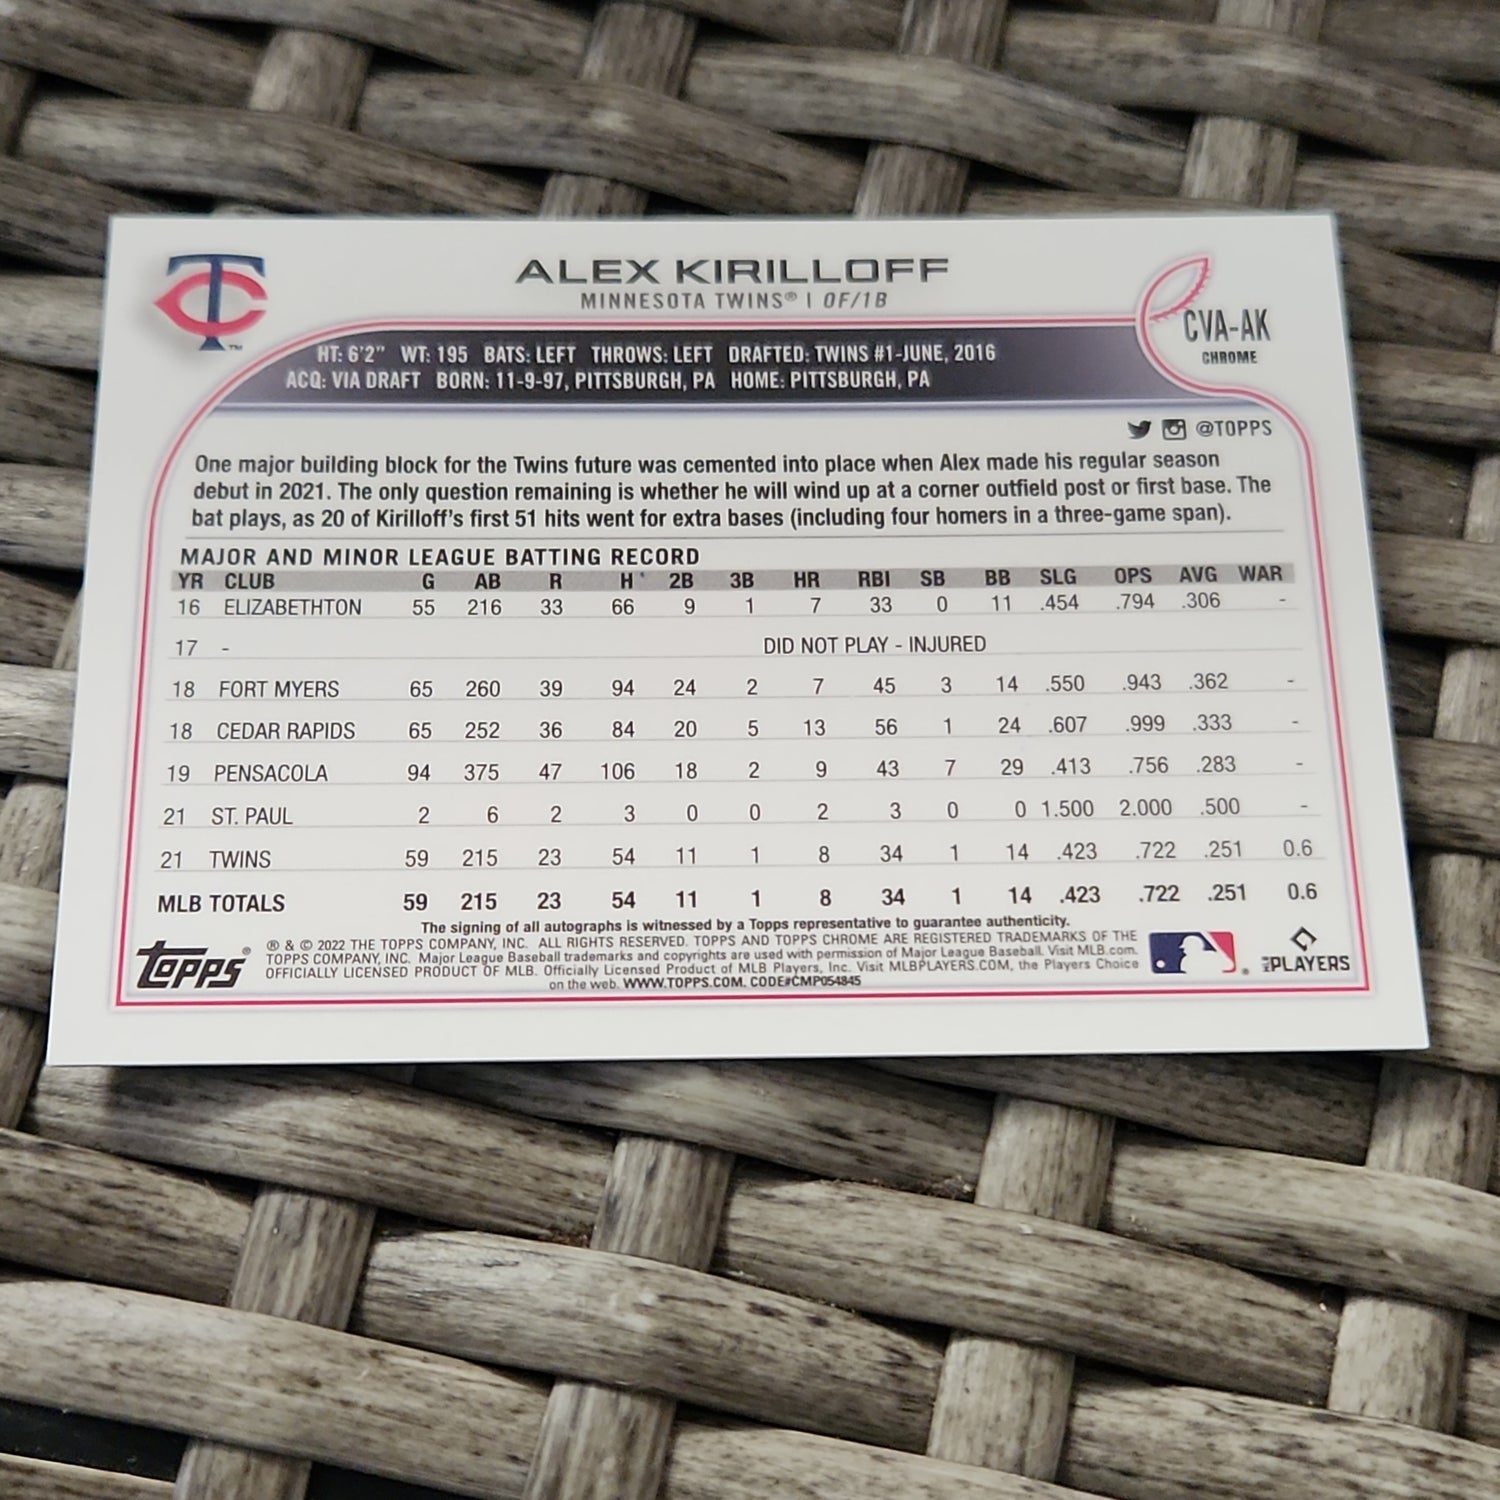 TC™
ALEX KIRILLOFF
MINNESOTA TWINS® | OF/1B
CVA-AK
CHROME
HT: 6'2" WT: 195 BATS: LEFT THROWS: LEFT DRAFTED: TWINS #1-JUNE, 2016
ACQ: VIA DRAFT BORN: 11-9-97, PITTSBURGH, PA HOME: PITTSBURGH, PA
@TOPPS
One major building block for the Twins future was cemented into place when Alex made his regular season
debut in 2021. The only question remaining is whether he will wind up at a corner outfield post or first base. The
bat plays, as 20 of Kirilloff's first 51 hits went for extra bases (including four homers in a three-game span).
MAJOR AND MINOR LEAGUE BATTING RECORD
YR CLUB G AB R H 2B 3B HR RBI SB BB SLG OPS AVG WAR
16 ELIZABETHTON 55 216 33 66 9 1 7 33 0 11 .454 .794 .306 -
17 - DID NOT PLAY - INJURED
18 FORT MYERS 65 260 39 94 24 2 7 45 3 14 .550 .943 .362 -
18 CEDAR RAPIDS 65 252 36 84 20 5 13 56 1 24 .607 .999 .333 -
19 PENSACOLA 94 375 47 106 18 2 9 43 7 29 .413 .756 .283 -
21 ST. PAUL 2 6 2 3 0 0 2 3 0 0 1.500 2.000 .500 -
21 TWINS 59 215 23 54 11 1 8 34 1 14 .423 .722 .251 0.6
MLB TOTALS 59 215 23 54 11 1 8 34 1 14 .423 .722 .251 0.6
The signing of all autographs is witnessed by a Topps representative to guarantee authenticity.
topps®
® & © 2022 THE TOPPS COMPANY, INC. ALL RIGHTS RESERVED. TOPPS AND TOPPS CHROME ARE REGISTERED TRADEMARKS OF THE
TOPPS COMPANY, INC. Major League Baseball trademarks and copyrights are used with permission of Major League Baseball. Visit MLB.com.
OFFICIALLY LICENSED PRODUCT OF MLB. Officially Licensed Product of MLB Players, Inc. Visit MLBPLAYERS.COM, the Players Choice
on the web. WWW.TOPPS.COM. CODE#CMP054845
MLB PLAYERS